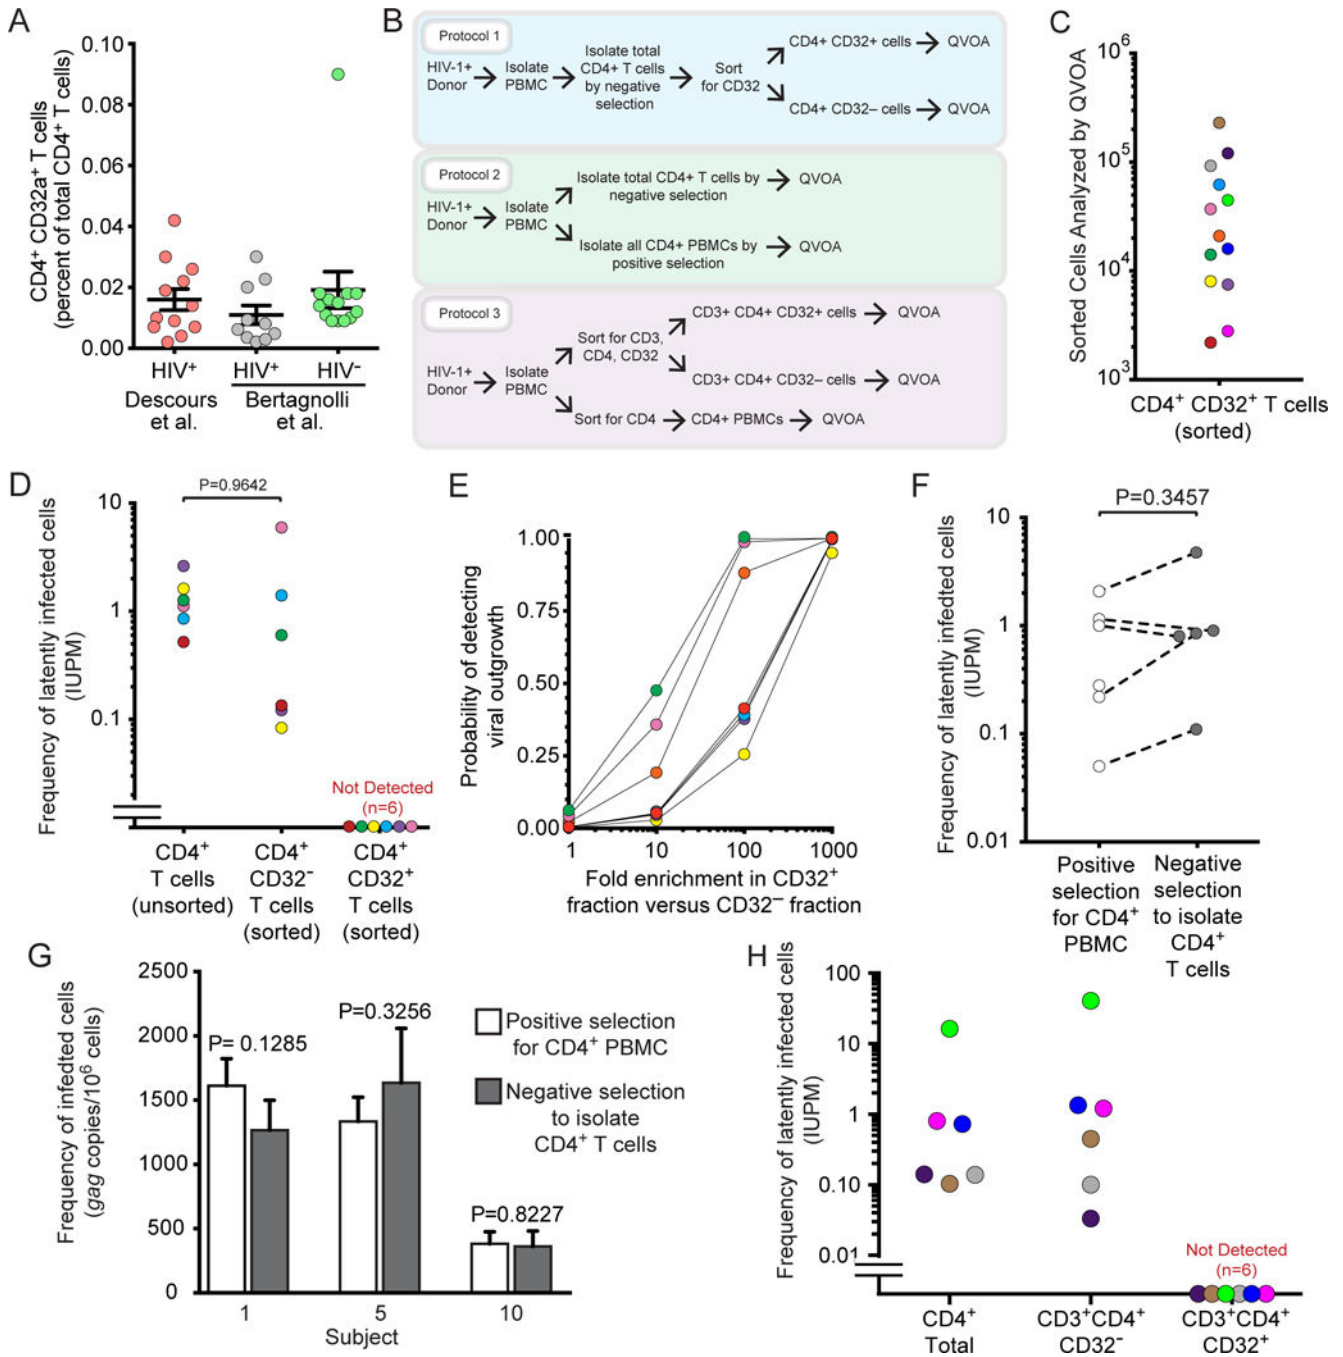 A
CD4⁺ CD32a⁺ T cells
(percent of total CD4⁺ T cells)
0.10
0.08
0.06
0.04
0.02
0.00
HIV⁺
HIV⁺
HIV⁻
Descours
et al.
Bertagnolli
et al.
B
Protocol 1
HIV-1+
Donor
Isolate
PBMC
Isolate total
CD4+ T cells
by negative
selection
Sort
for CD32
CD4+ CD32+ cells
QVOA
CD4+ CD32– cells
QVOA
Protocol 2
HIV-1+
Donor
Isolate
PBMC
Isolate total CD4+ T cells by
negative selection
QVOA
Isolate all CD4+ PBMCs by
positive selection
QVOA
Protocol 3
HIV-1+
Donor
Isolate
PBMC
Sort for CD3,
CD4, CD32
CD3+ CD4+ CD32+ cells
QVOA
CD3+ CD4+ CD32– cells
QVOA
Sort for CD4
CD4+ PBMCs
QVOA
C
Sorted Cells Analyzed by QVOA
10⁶
10⁵
10⁴
10³
CD4⁺ CD32⁺ T cells
(sorted)
D
Frequency of latently infected cells
(IUPM)
P=0.9642
10
1
0.1
Not Detected
(n=6)
CD4⁺
T cells
(unsorted)
CD4⁺
CD32⁻
T cells
(sorted)
CD4⁺
CD32⁺
T cells
(sorted)
E
Probability of detecting
viral outgrowth
1.00
0.75
0.50
0.25
0.00
1
10
100
1000
Fold enrichment in CD32⁺
fraction versus CD32⁻ fraction
F
Frequency of latently infedted cells
(IUPM)
P=0.3457
10
1
0.1
0.01
Positive
selection
for CD4⁺
PBMC
Negative
selection
to isolate
CD4⁺
T cells
G
Frequency of infedted cells
(gag copies/10⁶ cells)
2500
2000
1500
1000
500
0
P= 0.1285
P=0.3256
P=0.8227
1
5
10
Subject
Positive selection
for CD4⁺ PBMC
Negative selection
to isolate
CD4⁺ T cells
H
Frequency of latently infected cells
(IUPM)
100
10
1
0.10
0.01
Not Detected
(n=6)
CD4⁺
Total
CD3⁺CD4⁺
CD32⁻
CD3⁺CD4⁺
CD32⁺